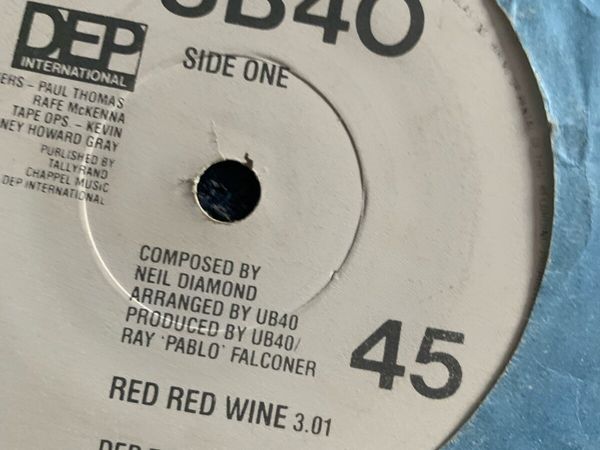 UB40
DEP
INTERNATIONAL
SIDE ONE
ERS - PAUL THOMAS
RAFE McKENNA
TAPE OPS. - KEVIN
NEY HOWARD GRAY
PUBLISHED BY
TALLYRAND
CHAPPEL MUSIC
DEP INTERNATIONAL
COMPOSED BY
NEIL DIAMOND
ARRANGED BY UB40
PRODUCED BY UB40/
RAY 'PABLO' FALCONER
45
RED RED WINE 3.01